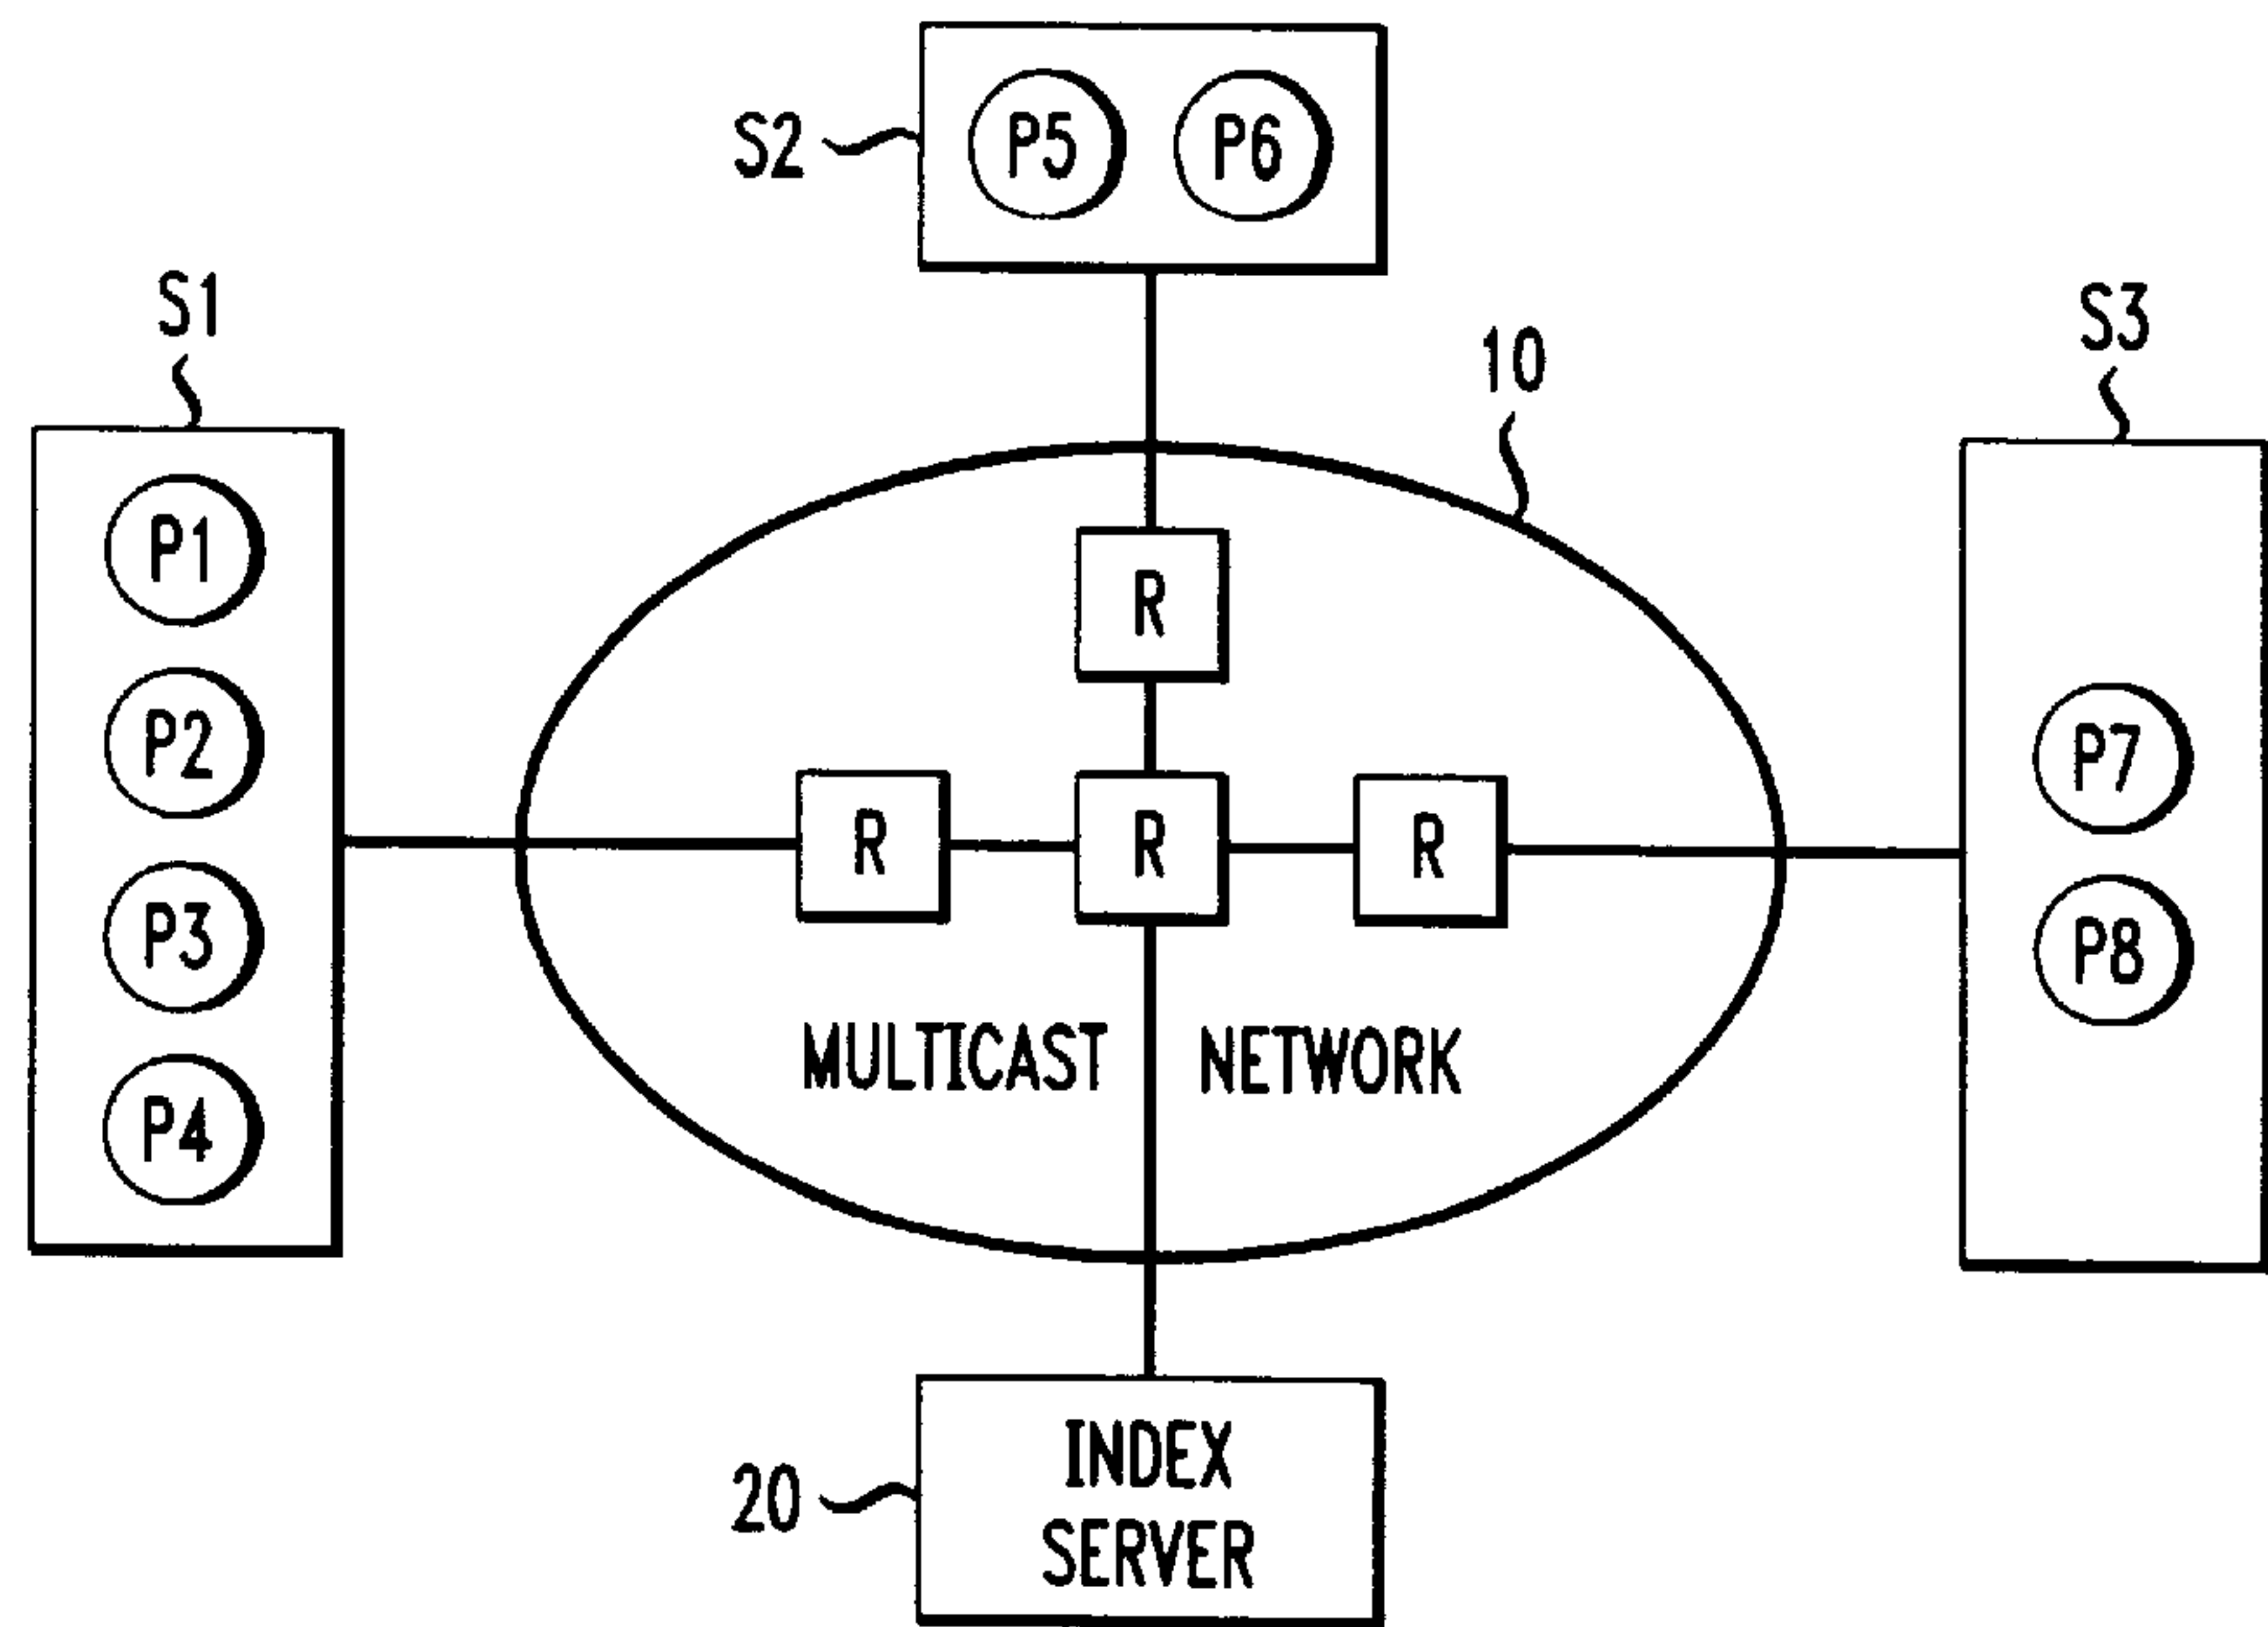 S2
P5 P6
S1
10
S3
P1
R
P2
P7
R R R
P3
P8
MULTICAST NETWORK
P4
INDEX
20
SERVER